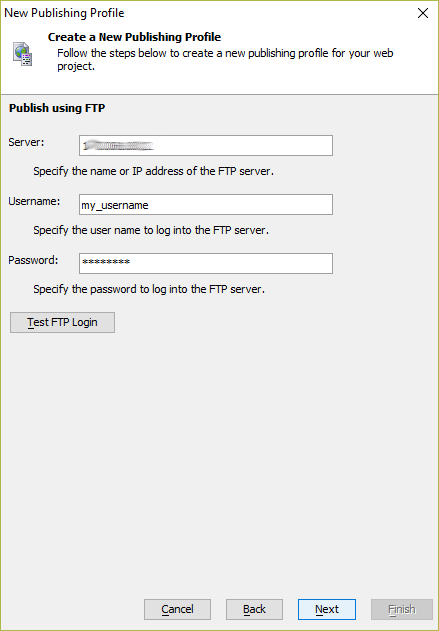 New Publishing Profile
Create a New Publishing Profile
Follow the steps below to create a new publishing profile for your web
project.
Publish using FTP
Server:
Specify the name or IP address of the FTP server.
Username: my_username
Specify the user name to log into the FTP server.
Password: ********
Specify the password to log into the FTP server.
Test FTP Login
Cancel Back Next Finish